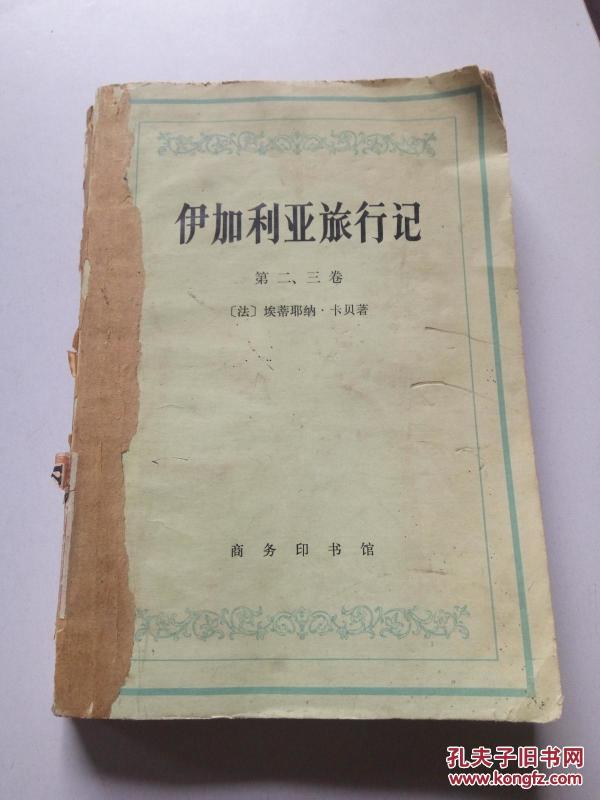 伊加利亚旅行记
第二、三卷
〔法〕埃蒂耶纳·卡贝著
商务印书馆
孔夫子旧书网
www.kongfz.com